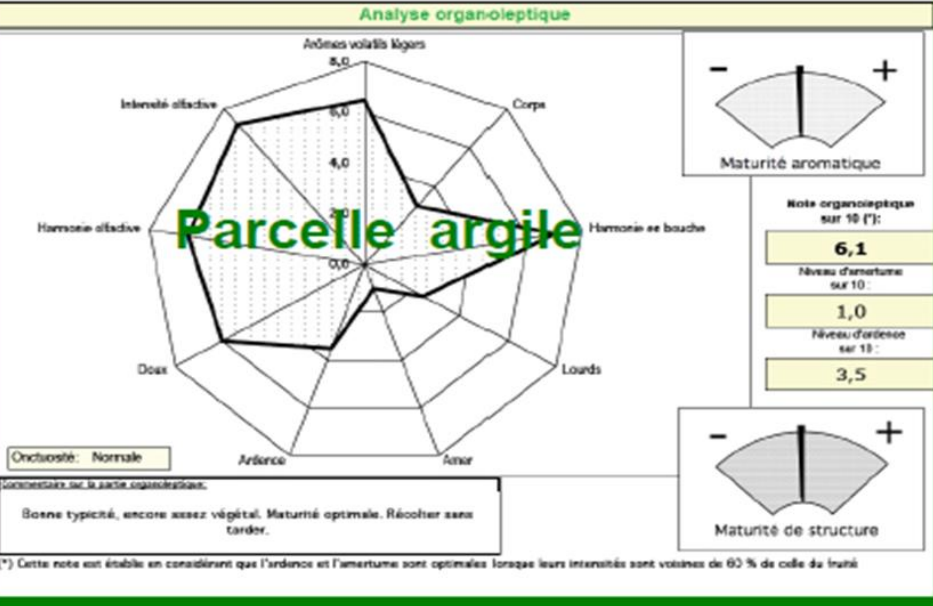 Analyse organoleptique
Arômes volatils légers
8,0
Intensité olfactive
Corps
6,0
4,0
2,0
0,0
Harmonie olfactive
Parcelle argile
Harmonie en bouche
Doux
Lourds
Ardence
Amer
Onctuosité: Normale
Commentaire sur la partie organoleptique:
Bonne typicité, encore assez végétal. Maturité optimale. Récolter sans
tarder.
- +
Maturité aromatique
Note organoleptique
sur 10 (*):
6,1
Niveau d'amertume
sur 10 :
1,0
Niveau d'ardence
sur 10 :
3,5
- +
Maturité de structure
(*) Cette note est établie en considérant que l'ardence et l'amertume sont optimales lorsque leurs intensités sont voisines de 60 % de celle du fruité